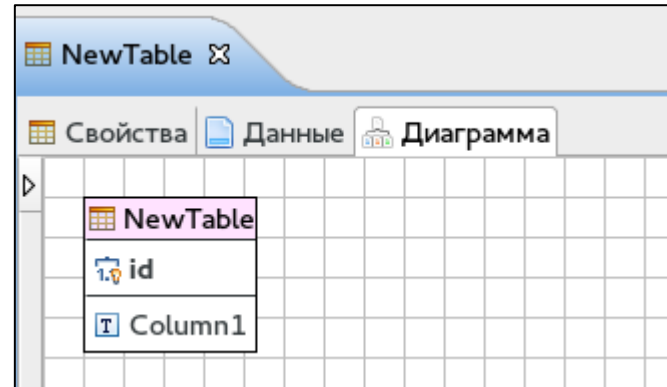 NewTable
Свойства Данные Диаграмма
NewTable
id
Column1